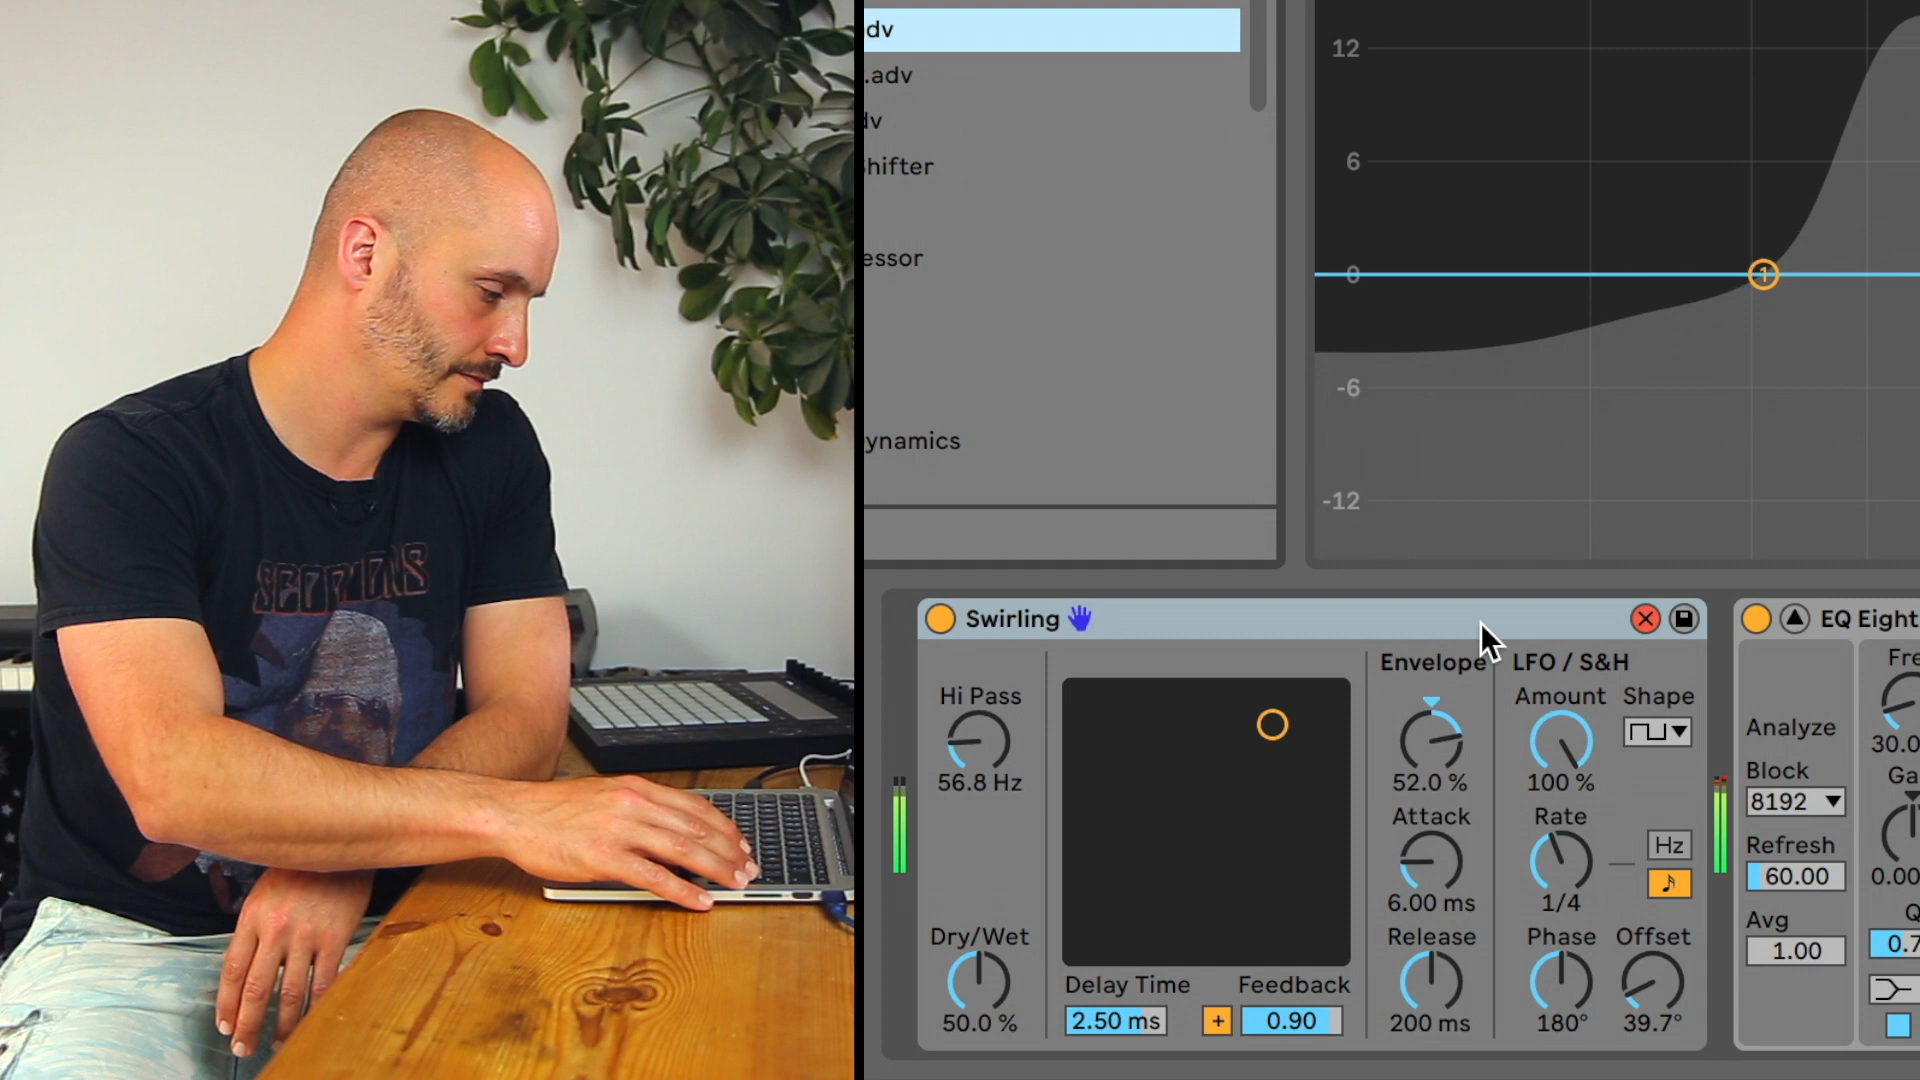 SCORPIONS
dv
.adv
dv
Shifter
essor
ynamics
12
6
0
-6
-12
1
Swirling
Hi Pass
56.8 Hz
Dry/Wet
50.0 %
Delay Time
2.50 ms
+
Feedback
0.90
Envelope
52.0 %
Attack
6.00 ms
Release
200 ms
LFO / S&H
Amount
100 %
Shape
Rate
1/4
Hz
Phase
180°
Offset
39.7°
EQ Eight
Analyze
Block
8192
Refresh
60.00
Avg
1.00
Fre
30.0
Ga
0.00
Q
0.7